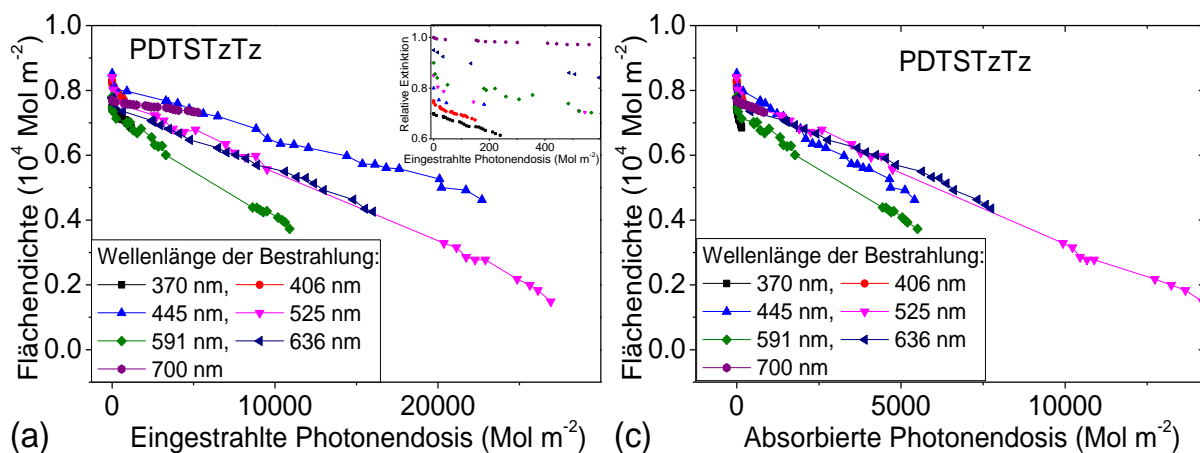 PDTSTzTz
Flächendichte (10⁴ Mol m⁻²)
1.0
0.8
0.6
0.4
0.2
0.0
Relative Extinktion
1.0
0.8
0.6
0 200 400
Eingestrahlte Photonendosis (Mol m⁻²)
Wellenlänge der Bestrahlung:
370 nm, 406 nm
445 nm, 525 nm
591 nm, 636 nm
700 nm
0 10000 20000
(a) Eingestrahlte Photonendosis (Mol m⁻²)
PDTSTzTz
Flächendichte (10⁴ Mol m⁻²)
1.0
0.8
0.6
0.4
0.2
0.0
Wellenlänge der Bestrahlung:
370 nm, 406 nm
445 nm, 525 nm
591 nm, 636 nm
700 nm
0 5000 10000
(c) Absorbierte Photonendosis (Mol m⁻²)